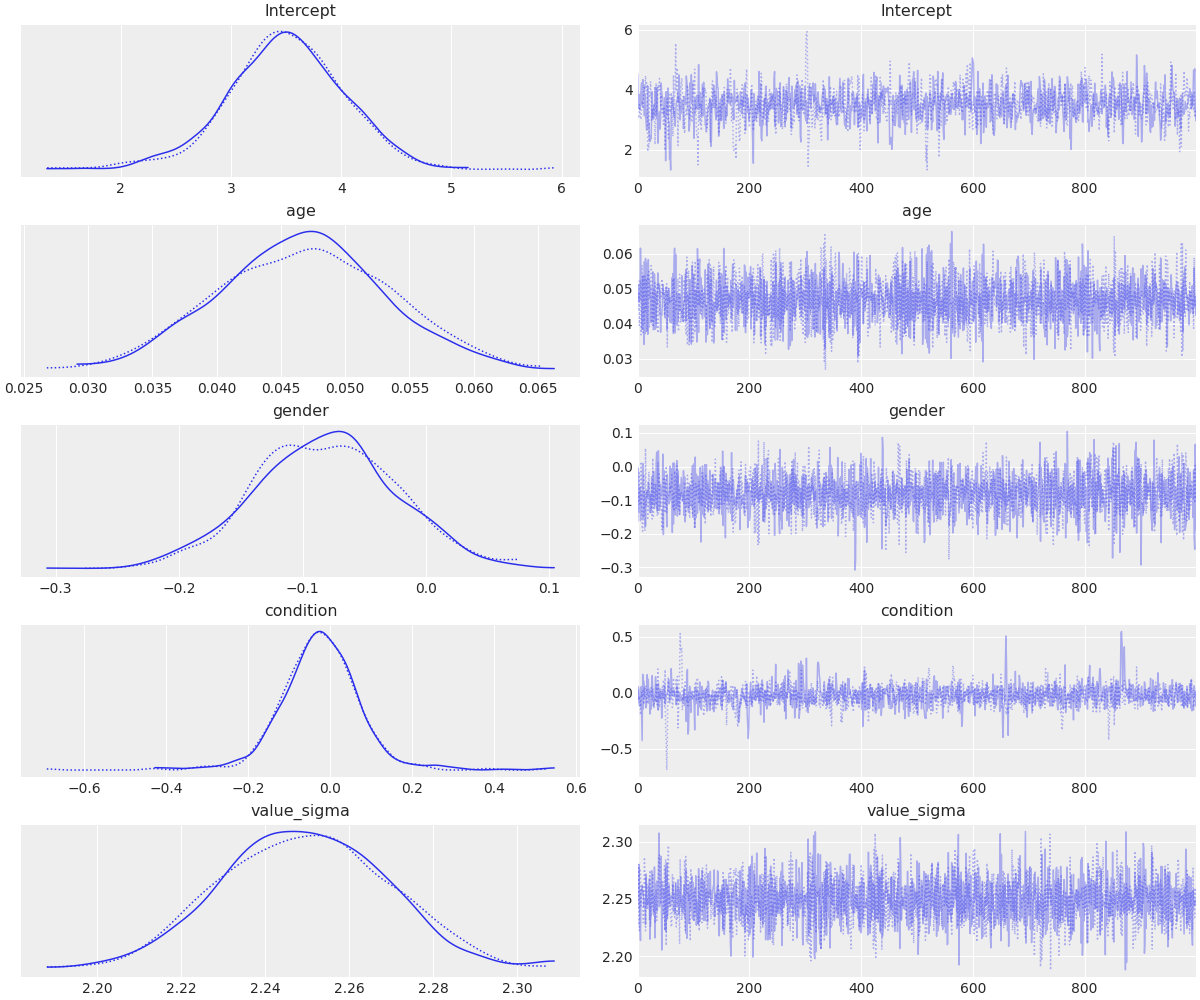 Intercept Intercept
6
4
2
2 3 4 5 6 0 200 400 600 800
age age
0.06
0.05
0.04
0.03
0.025 0.030 0.035 0.040 0.045 0.050 0.055 0.060 0.065 0 200 400 600 800
gender gender
0.1
0.0
−0.1
−0.2
−0.3
−0.3 −0.2 −0.1 0.0 0.1 0 200 400 600 800
condition condition
0.5
0.0
−0.5
−0.6 −0.4 −0.2 0.0 0.2 0.4 0.6 0 200 400 600 800
value_sigma value_sigma
2.30
2.25
2.20
2.20 2.22 2.24 2.26 2.28 2.30 0 200 400 600 800